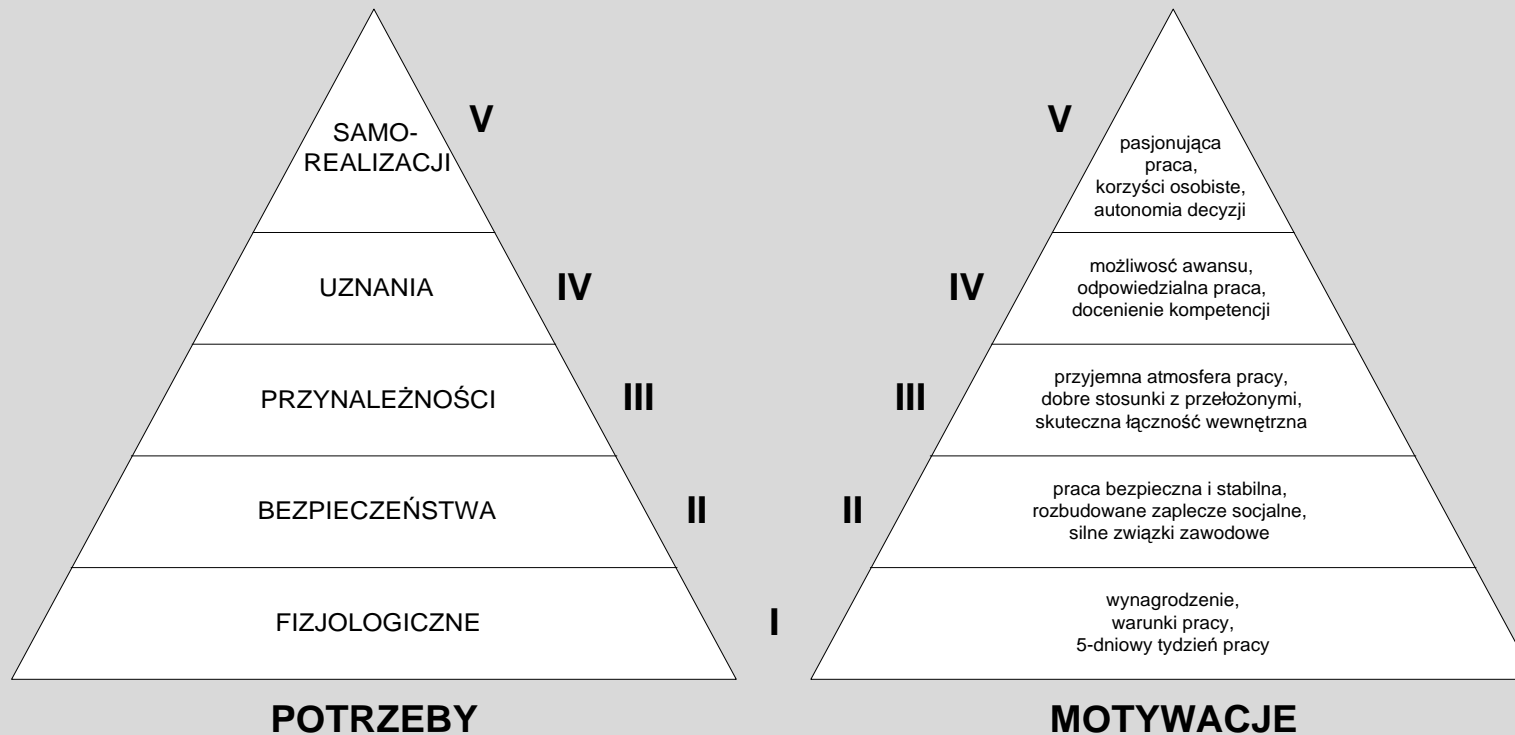 V
SAMO-
REALIZACJI
IV
UZNANIA
III
PRZYNALEŻNOŚCI
II
BEZPIECZEŃSTWA
I
FIZJOLOGICZNE
POTRZEBY
V
pasjonująca
praca,
korzyści osobiste,
autonomia decyzji
IV
możliwosć awansu,
odpowiedzialna praca,
docenienie kompetencji
III
przyjemna atmosfera pracy,
dobre stosunki z przełożonymi,
skuteczna łączność wewnętrzna
II
praca bezpieczna i stabilna,
rozbudowane zaplecze socjalne,
silne związki zawodowe
wynagrodzenie,
warunki pracy,
5-dniowy tydzień pracy
MOTYWACJE